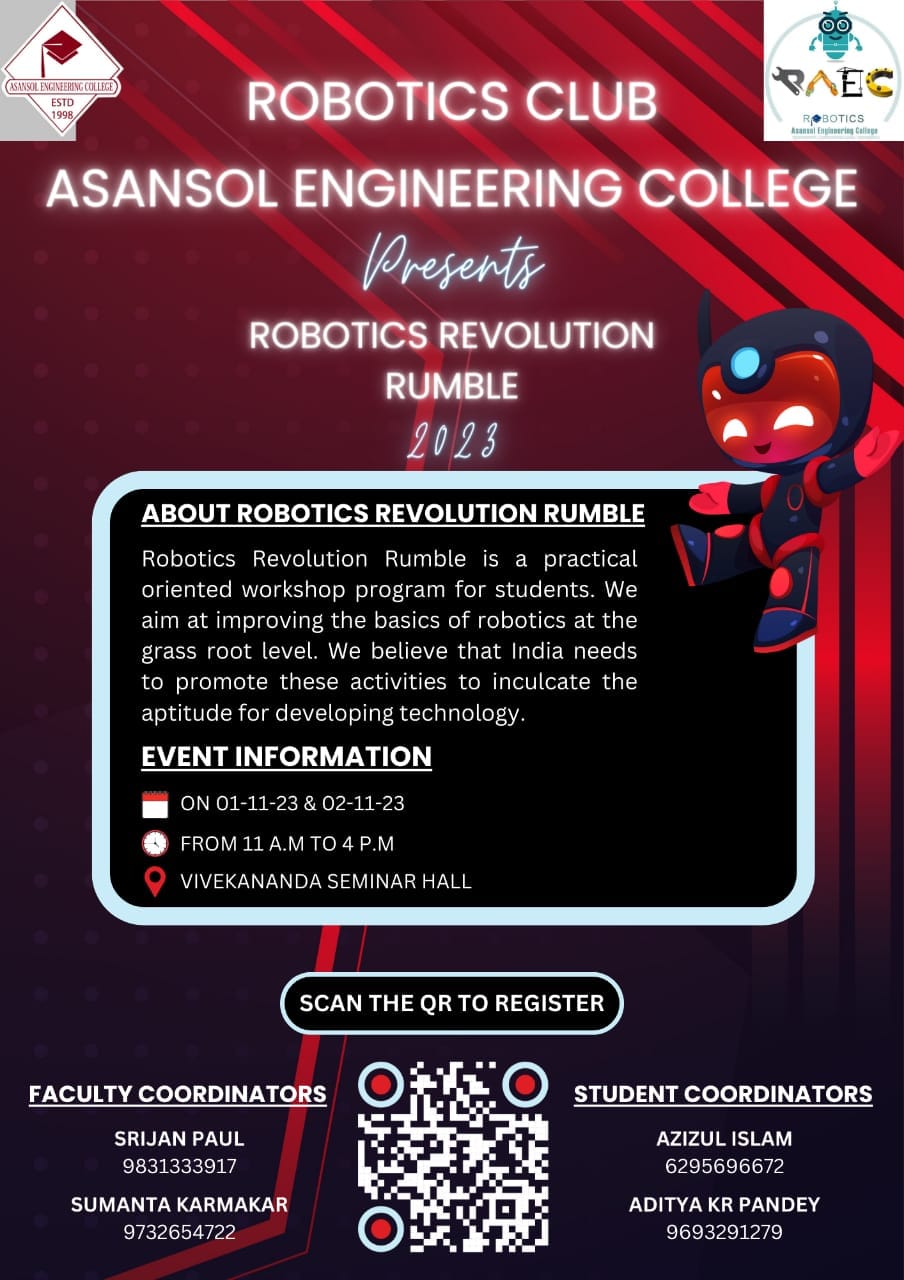 ASANSOL ENGINEERING COLLEGE
ESTD
1998
RAEC
ROBOTICS
Asansol Engineering College
ROBOTICS CLUB
ASANSOL ENGINEERING COLLEGE
Presents
ROBOTICS REVOLUTION
RUMBLE
2023
ABOUT ROBOTICS REVOLUTION RUMBLE
Robotics Revolution Rumble is a practical
oriented workshop program for students. We
aim at improving the basics of robotics at the
grass root level. We believe that India needs
to promote these activities to inculcate the
aptitude for developing technology.
EVENT INFORMATION
ON 01-11-23 & 02-11-23
FROM 11 A.M TO 4 P.M
VIVEKANANDA SEMINAR HALL
SCAN THE QR TO REGISTER
FACULTY COORDINATORS
SRIJAN PAUL
9831333917
SUMANTA KARMAKAR
9732654722
STUDENT COORDINATORS
AZIZUL ISLAM
6295696672
ADITYA KR PANDEY
9693291279